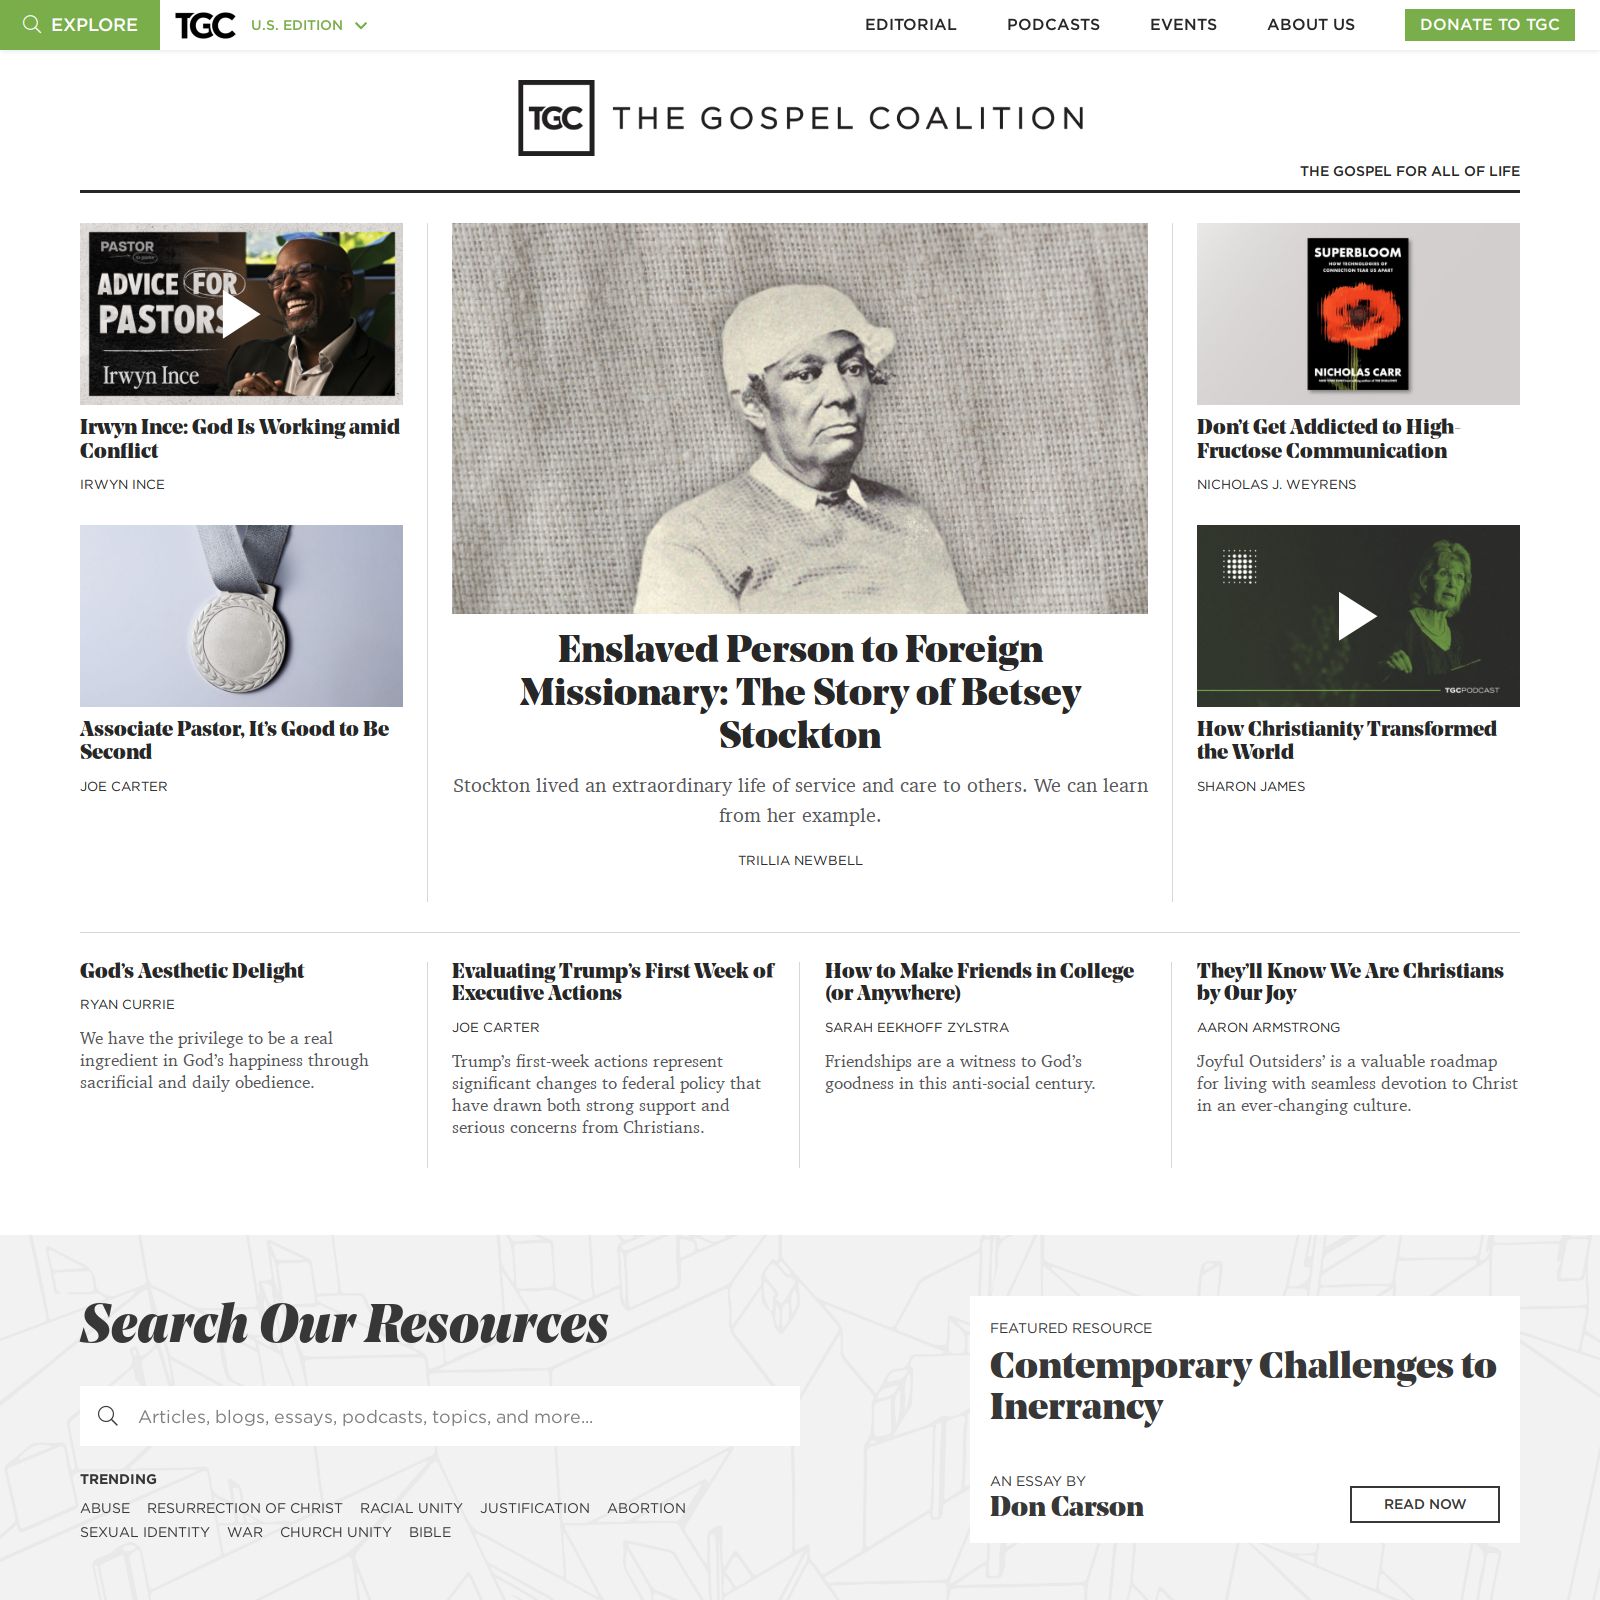 EXPLORE
TGC
U.S. EDITION
EDITORIAL
PODCASTS
EVENTS
ABOUT US
DONATE TO TGC
TGC THE GOSPEL COALITION
THE GOSPEL FOR ALL OF LIFE
PASTOR
ADVICE FOR
PASTORS
Irwyn Ince
Irwyn Ince: God Is Working amid
Conflict
IRWYN INCE
Associate Pastor, It's Good to Be
Second
JOE CARTER
Enslaved Person to Foreign
Missionary: The Story of Betsey
Stockton
Stockton lived an extraordinary life of service and care to others. We can learn
from her example.
TRILLIA NEWBELL
SUPERBLOOM
HOW TECHNOLOGIES OF
CONNECTION TEAR US APART
NICHOLAS CARR
Don't Get Addicted to High-
Fructose Communication
NICHOLAS J. WEYRENS
TGCPODCAST
How Christianity Transformed
the World
SHARON JAMES
God's Aesthetic Delight
RYAN CURRIE
We have the privilege to be a real
ingredient in God's happiness through
sacrificial and daily obedience.
Evaluating Trump's First Week of
Executive Actions
JOE CARTER
Trump's first-week actions represent
significant changes to federal policy that
have drawn both strong support and
serious concerns from Christians.
How to Make Friends in College
(or Anywhere)
SARAH EEKHOFF ZYLSTRA
Friendships are a witness to God's
goodness in this anti-social century.
They'll Know We Are Christians
by Our Joy
AARON ARMSTRONG
'Joyful Outsiders' is a valuable roadmap
for living with seamless devotion to Christ
in an ever-changing culture.
Search Our Resources
Articles, blogs, essays, podcasts, topics, and more...
TRENDING
ABUSE RESURRECTION OF CHRIST RACIAL UNITY JUSTIFICATION ABORTION
SEXUAL IDENTITY WAR CHURCH UNITY BIBLE
FEATURED RESOURCE
Contemporary Challenges to
Inerrancy
AN ESSAY BY
Don Carson
READ NOW